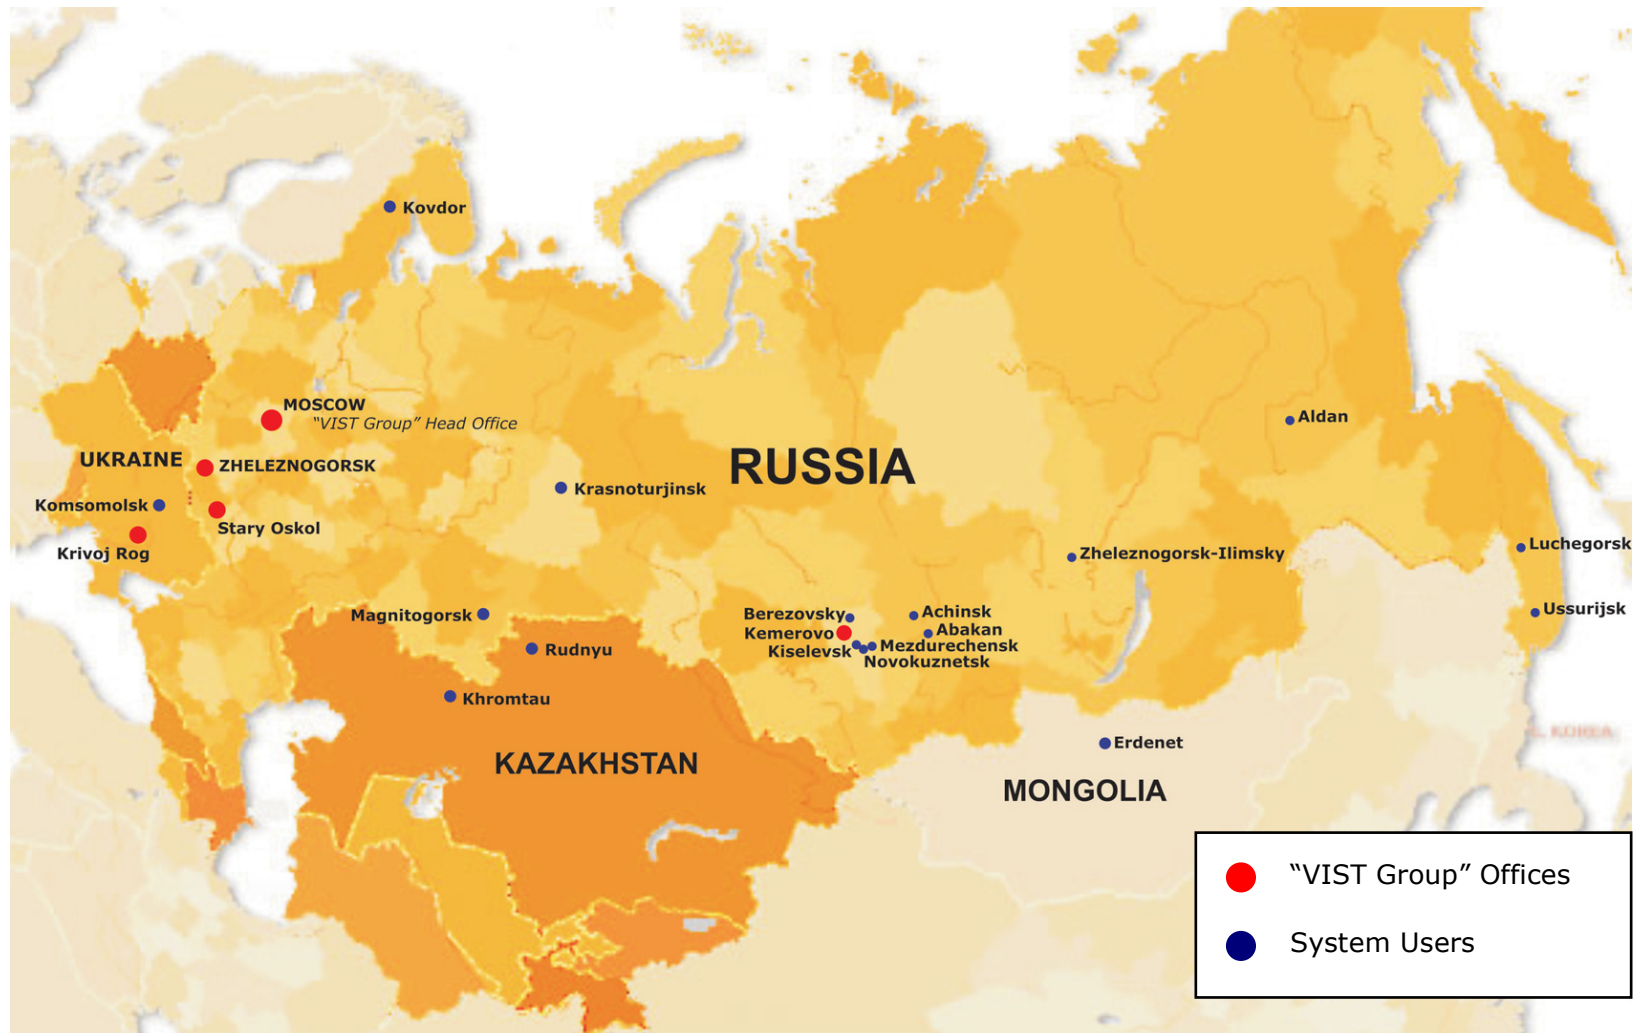 Kovdor
MOSCOW
“VIST Group” Head Office
UKRAINE
ZHELEZNOGORSK
Komsomolsk
Stary Oskol
Krivoj Rog
Krasnoturjinsk
RUSSIA
Aldan
Zheleznogorsk-Ilimsky
Luchegorsk
Ussurijsk
Magnitogorsk
Rudnyu
Khromtau
Berezovsky
Kemerovo
Kiselevsk
Achinsk
Abakan
Mezdurechensk
Novokuznetsk
KAZAKHSTAN
Erdenet
MONGOLIA
KOREA
“VIST Group” Offices
System Users